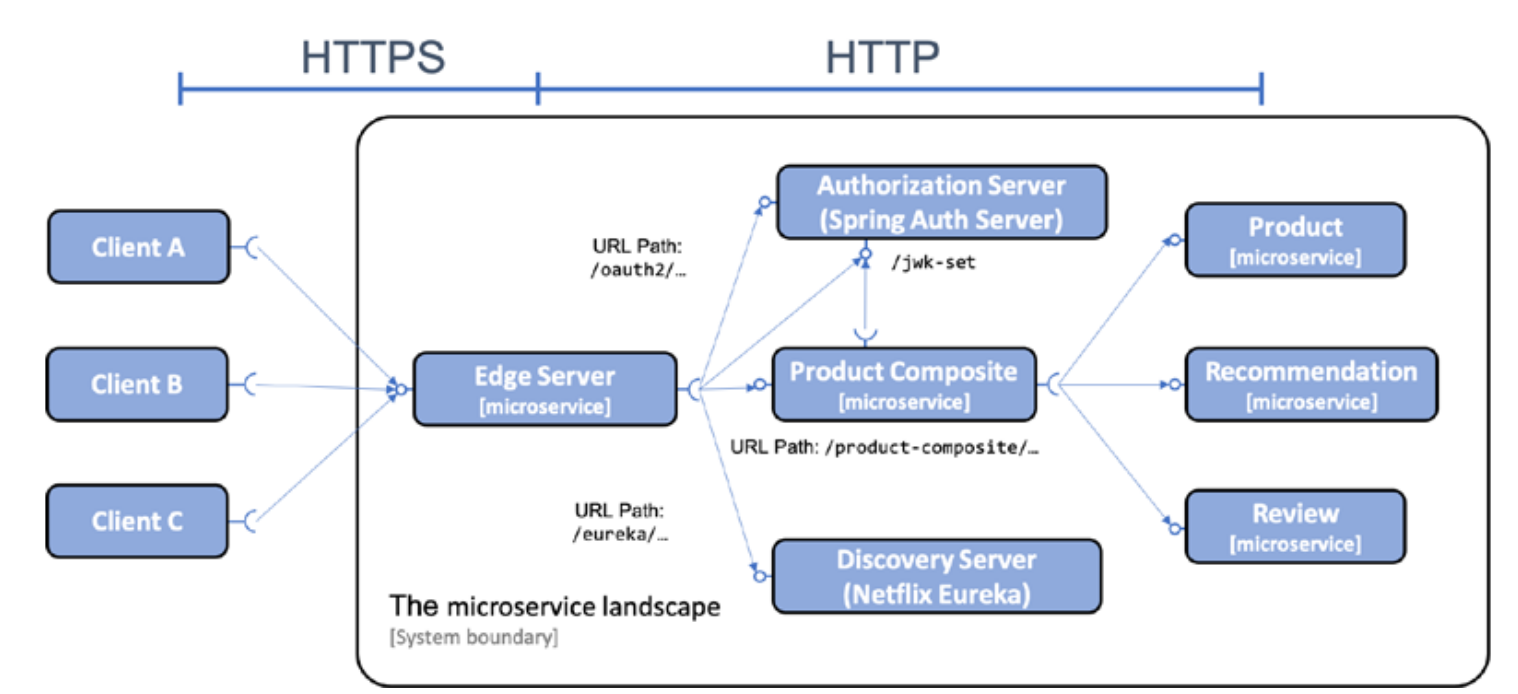 HTTPS
HTTP
Authorization Server
(Spring Auth Server)
Product
[microservice]
Client A
URL Path:
/oauth2/…
/jwk-set
Client B
Edge Server
[microservice]
Product Composite
[microservice]
Recommendation
[microservice]
URL Path: /product-composite/…
Client C
URL Path:
/eureka/…
Review
[microservice]
Discovery Server
(Netflix Eureka)
The microservice landscape
[System boundary]